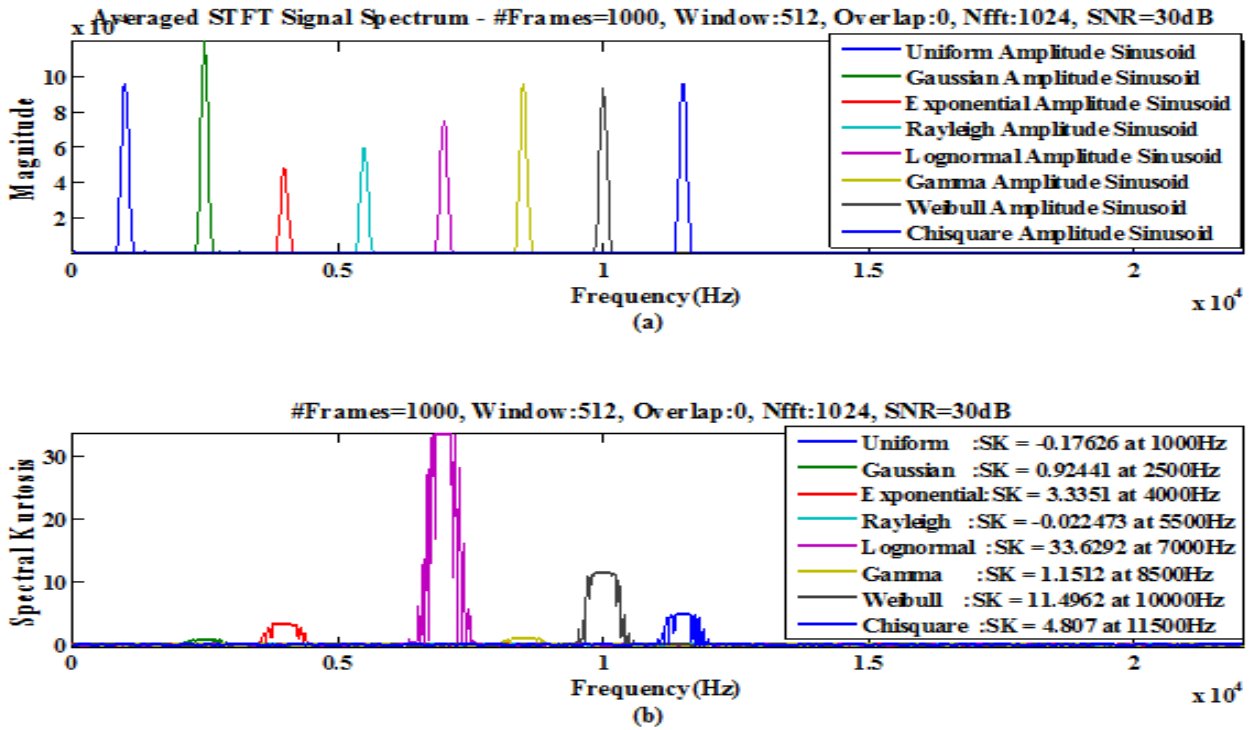 Averaged STFT Signal Spectrum - #Frames=1000, Window:512, Overlap:0, Nfft:1024, SNR=30dB
x 10
10
8
6
4
2
Magnitude
Uniform Amplitude Sinusoid
Gaussian Amplitude Sinusoid
Exponential Amplitude Sinusoid
Rayleigh Amplitude Sinusoid
Lognormal Amplitude Sinusoid
Gamma Amplitude Sinusoid
Weibull Amplitude Sinusoid
Chisquare Amplitude Sinusoid
0 0.5 1 1.5 2
Frequency(Hz)
x 10⁴
(a)
#Frames=1000, Window:512, Overlap:0, Nfft:1024, SNR=30dB
30
20
10
0
Spectral Kurtosis
Uniform :SK = -0.17626 at 1000Hz
Gaussian :SK = 0.92441 at 2500Hz
Exponential:SK = 3.3351 at 4000Hz
Rayleigh :SK = -0.022473 at 5500Hz
Lognormal :SK = 33.6292 at 7000Hz
Gamma :SK = 1.1512 at 8500Hz
Weibull :SK = 11.4962 at 10000Hz
Chisquare :SK = 4.807 at 11500Hz
0 0.5 1 1.5 2
Frequency(Hz)
x 10⁴
(b)